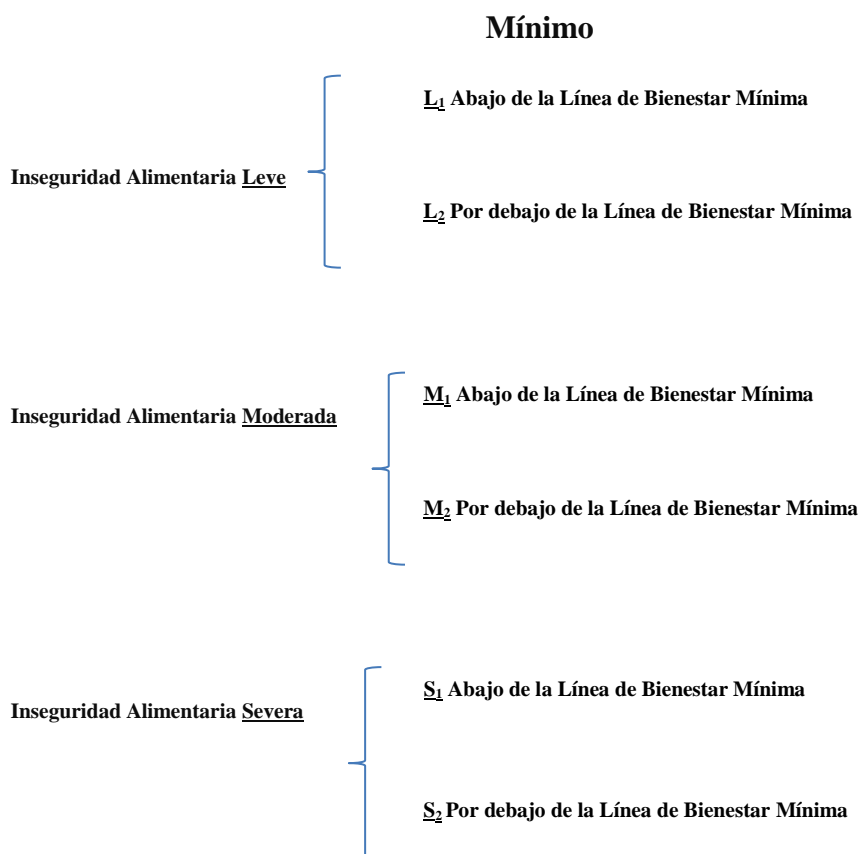 Mínimo
L₁ Abajo de la Línea de Bienestar Mínima
Inseguridad Alimentaria Leve
L₂ Por debajo de la Línea de Bienestar Mínima
M₁ Abajo de la Línea de Bienestar Mínima
Inseguridad Alimentaria Moderada
M₂ Por debajo de la Línea de Bienestar Mínima
S₁ Abajo de la Línea de Bienestar Mínima
Inseguridad Alimentaria Severa
S₂ Por debajo de la Línea de Bienestar Mínima